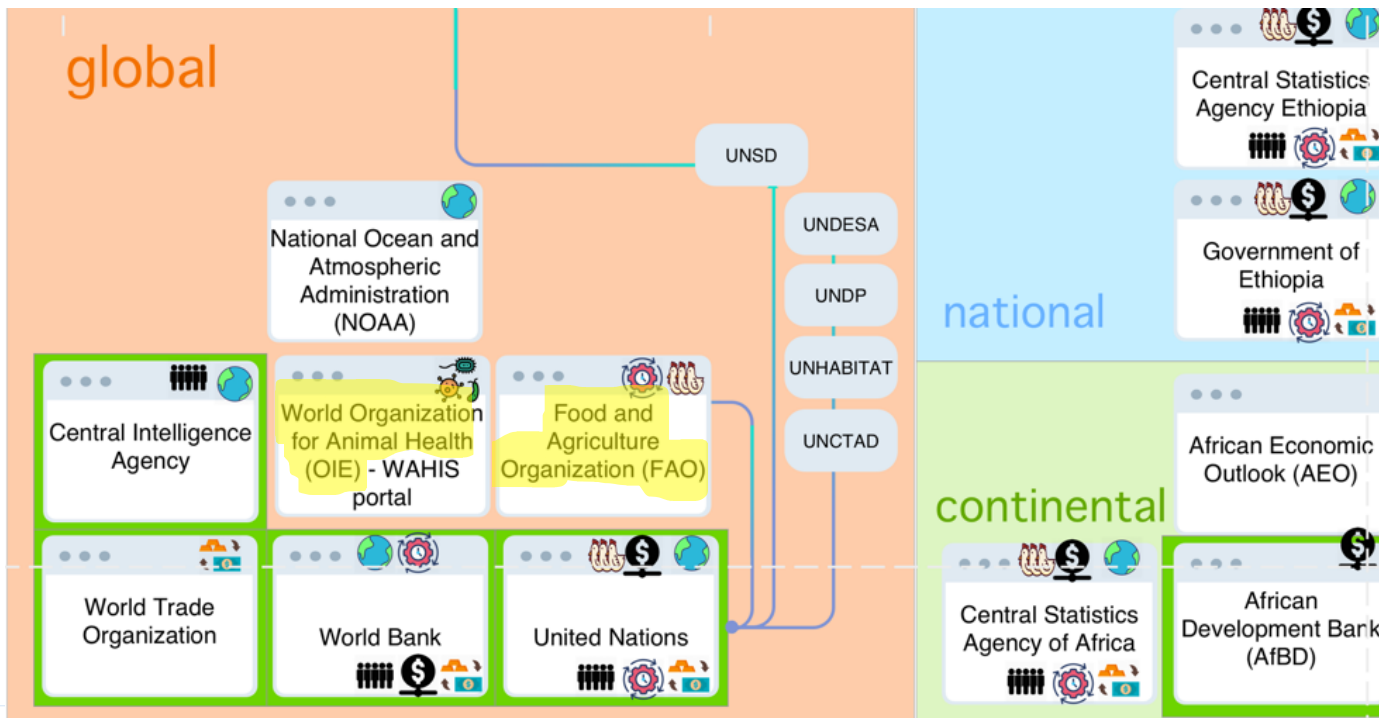 global
UNSD
National Ocean and
Atmospheric
Administration
(NOAA)
UNDESA
UNDP
UNHABITAT
UNCTAD
Central Intelligence
Agency
World Organization
for Animal Health
(OIE) - WAHIS
portal
Food and
Agriculture
Organization (FAO)
World Trade
Organization
World Bank
United Nations
national
Central Statistics
Agency Ethiopia
Government of
Ethiopia
continental
African Economic
Outlook (AEO)
Central Statistics
Agency of Africa
African
Development Bank
(AfBD)